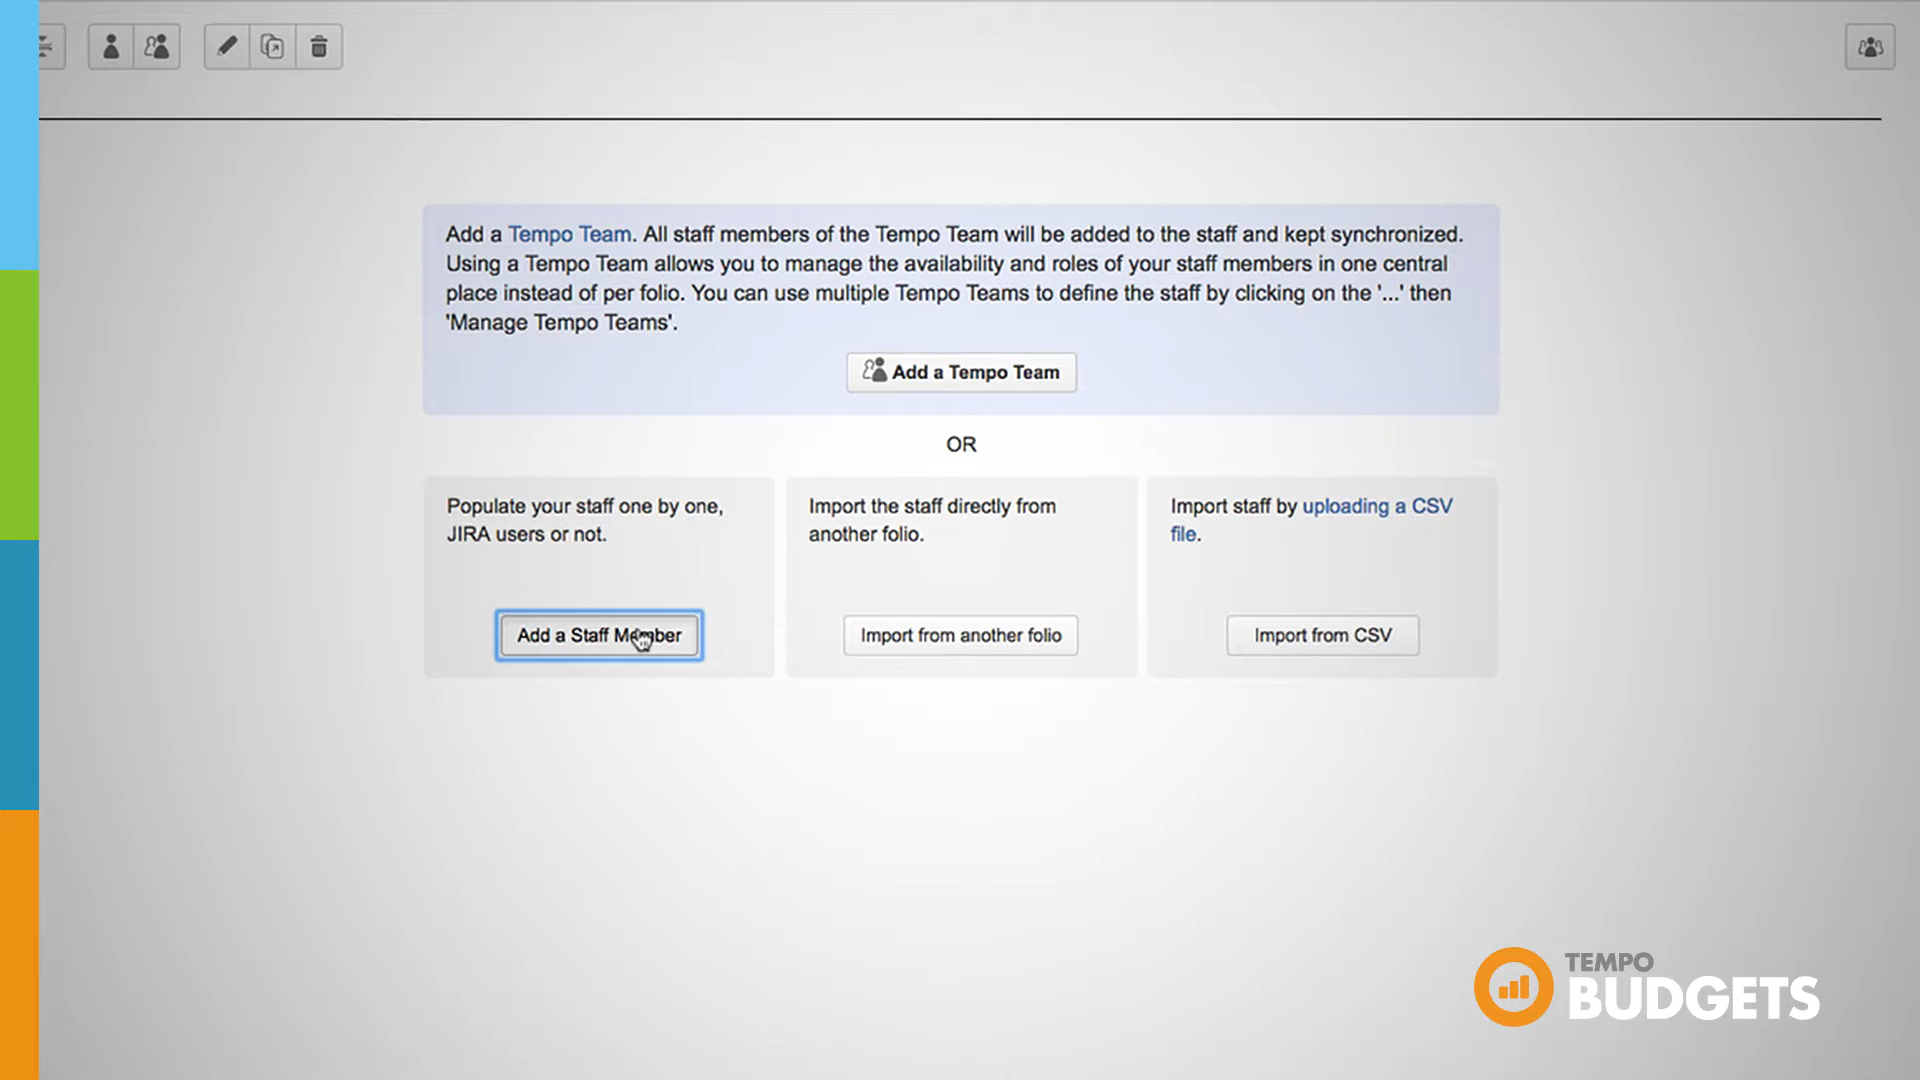 Add a Tempo Team. All staff members of the Tempo Team will be added to the staff and kept synchronized.
Using a Tempo Team allows you to manage the availability and roles of your staff members in one central
place instead of per folio. You can use multiple Tempo Teams to define the staff by clicking on the '...' then
'Manage Tempo Teams'.
Add a Tempo Team
OR
Populate your staff one by one,
JIRA users or not.
Add a Staff Member
Import the staff directly from
another folio.
Import from another folio
Import staff by uploading a CSV
file.
Import from CSV
TEMPO
BUDGETS